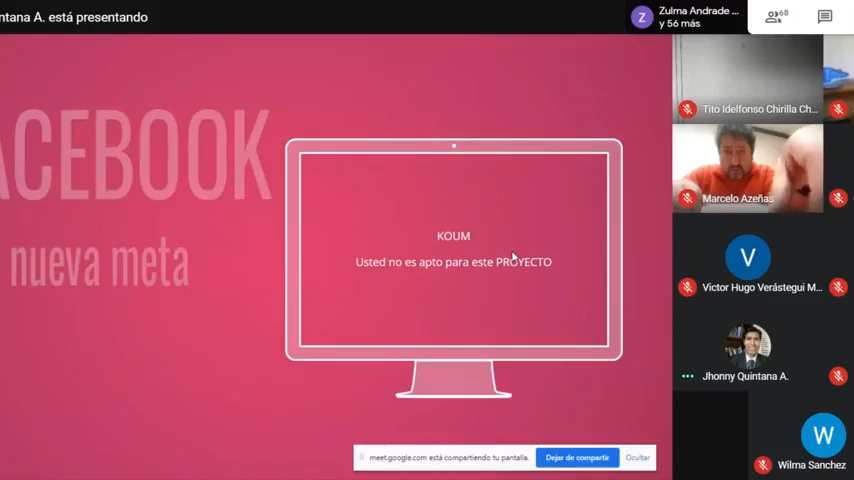 ntana A. está presentando
Zulma Andrade ...
y 56 más
Z
68
ACEBOOK
nueva meta
KOUM
Usted no es apto para este PROYECTO
Tito Idelfonso Chirilla Ch...
Marcelo Azeñas
V
Victor Hugo Verástegui M...
Jhonny Quintana A.
W
Wilma Sanchez
meet.google.com está compartiendo tu pantalla.
Dejar de compartir
Ocultar